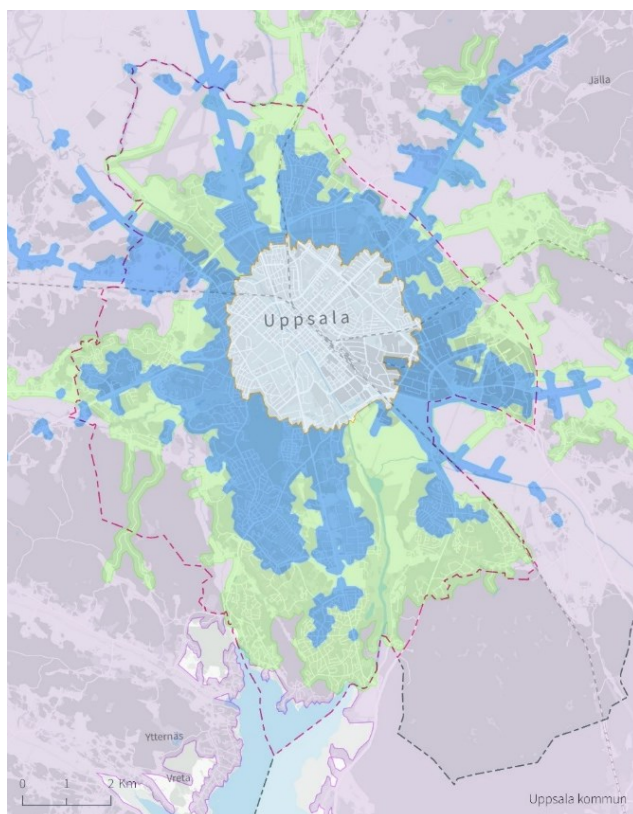 Jälla
Uppsala
Ytternäs
Vreta
0 1 2 Km
Uppsala kommun